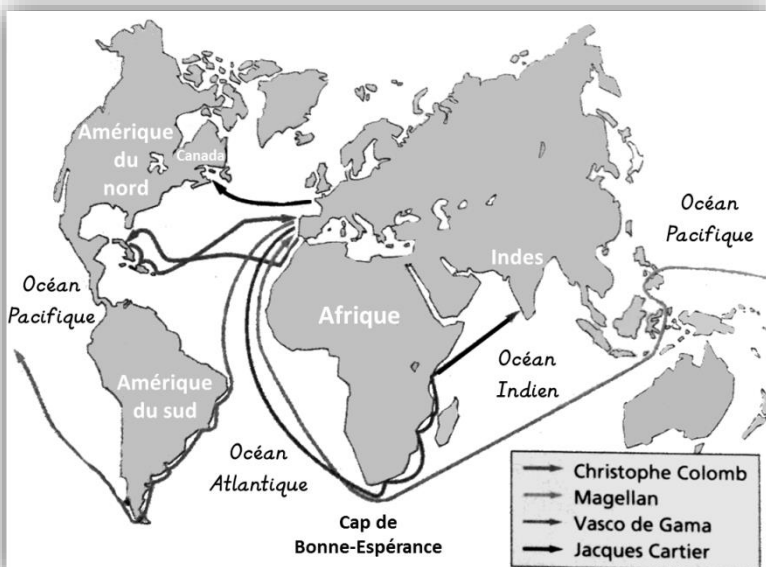 Amérique
du
nord
Canada
Océan
Pacifique
Océan
Pacifique
Indes
Afrique
Océan
Indien
Amérique
du sud
Océan
Atlantique
Cap de
Bonne-Espérance
Christophe Colomb
Magellan
Vasco de Gama
Jacques Cartier